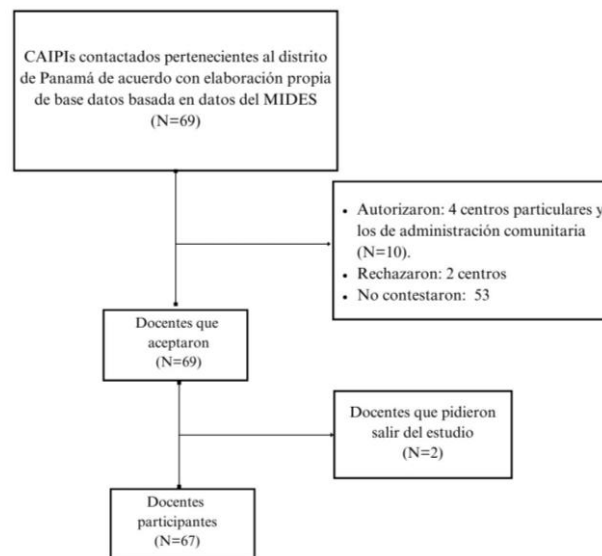 CAIPIs contactados pertenecientes al distrito
de Panamá de acuerdo con elaboración propia
de base datos basada en datos del MIDES
(N=69)
• Autorizaron: 4 centros particulares y
los de administración comunitaria
(N=10).
• Rechazaron: 2 centros
• No contestaron: 53
Docentes que
aceptaron
(N=69)
Docentes que pidieron
salir del estudio
(N=2)
Docentes
participantes
(N=67)